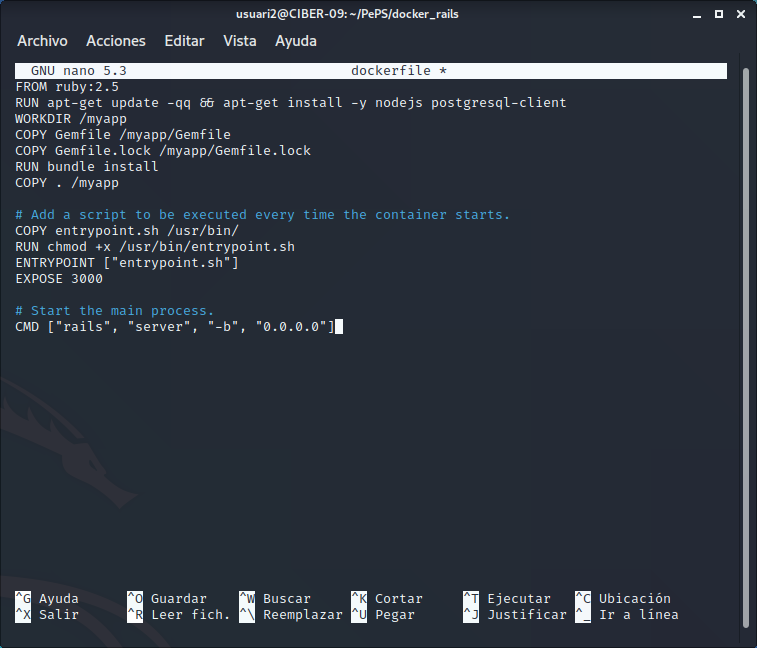 usuari2@CIBER-09: ~/PePS/docker_rails
Archivo Acciones Editar Vista Ayuda
GNU nano 5.3 dockerfile *
FROM ruby:2.5
RUN apt-get update -qq && apt-get install -y nodejs postgresql-client
WORKDIR /myapp
COPY Gemfile /myapp/Gemfile
COPY Gemfile.lock /myapp/Gemfile.lock
RUN bundle install
COPY . /myapp

# Add a script to be executed every time the container starts.
COPY entrypoint.sh /usr/bin/
RUN chmod +x /usr/bin/entrypoint.sh
ENTRYPOINT ["entrypoint.sh"]
EXPOSE 3000

# Start the main process.
CMD ["rails", "server", "-b", "0.0.0.0"]

^G Ayuda ^O Guardar ^W Buscar ^K Cortar ^T Ejecutar ^C Ubicación
^X Salir ^R Leer fich. ^\ Reemplazar ^U Pegar ^J Justificar ^_ Ir a línea